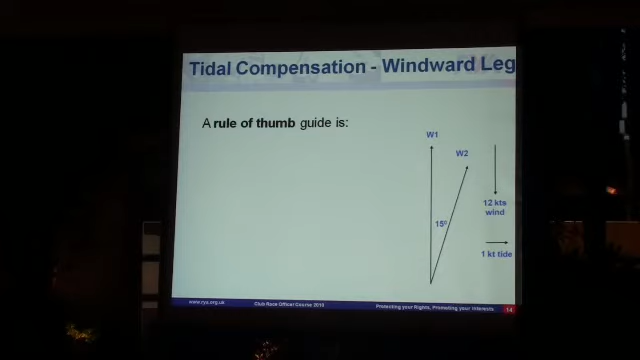 Tidal Compensation - Windward Leg
A rule of thumb guide is:
W1
W2
12 kts
wind
15º
1 kt tide
www.rya.org.uk
Club Race Official Course 2010
Protecting your Rights, Promoting your Interests
14